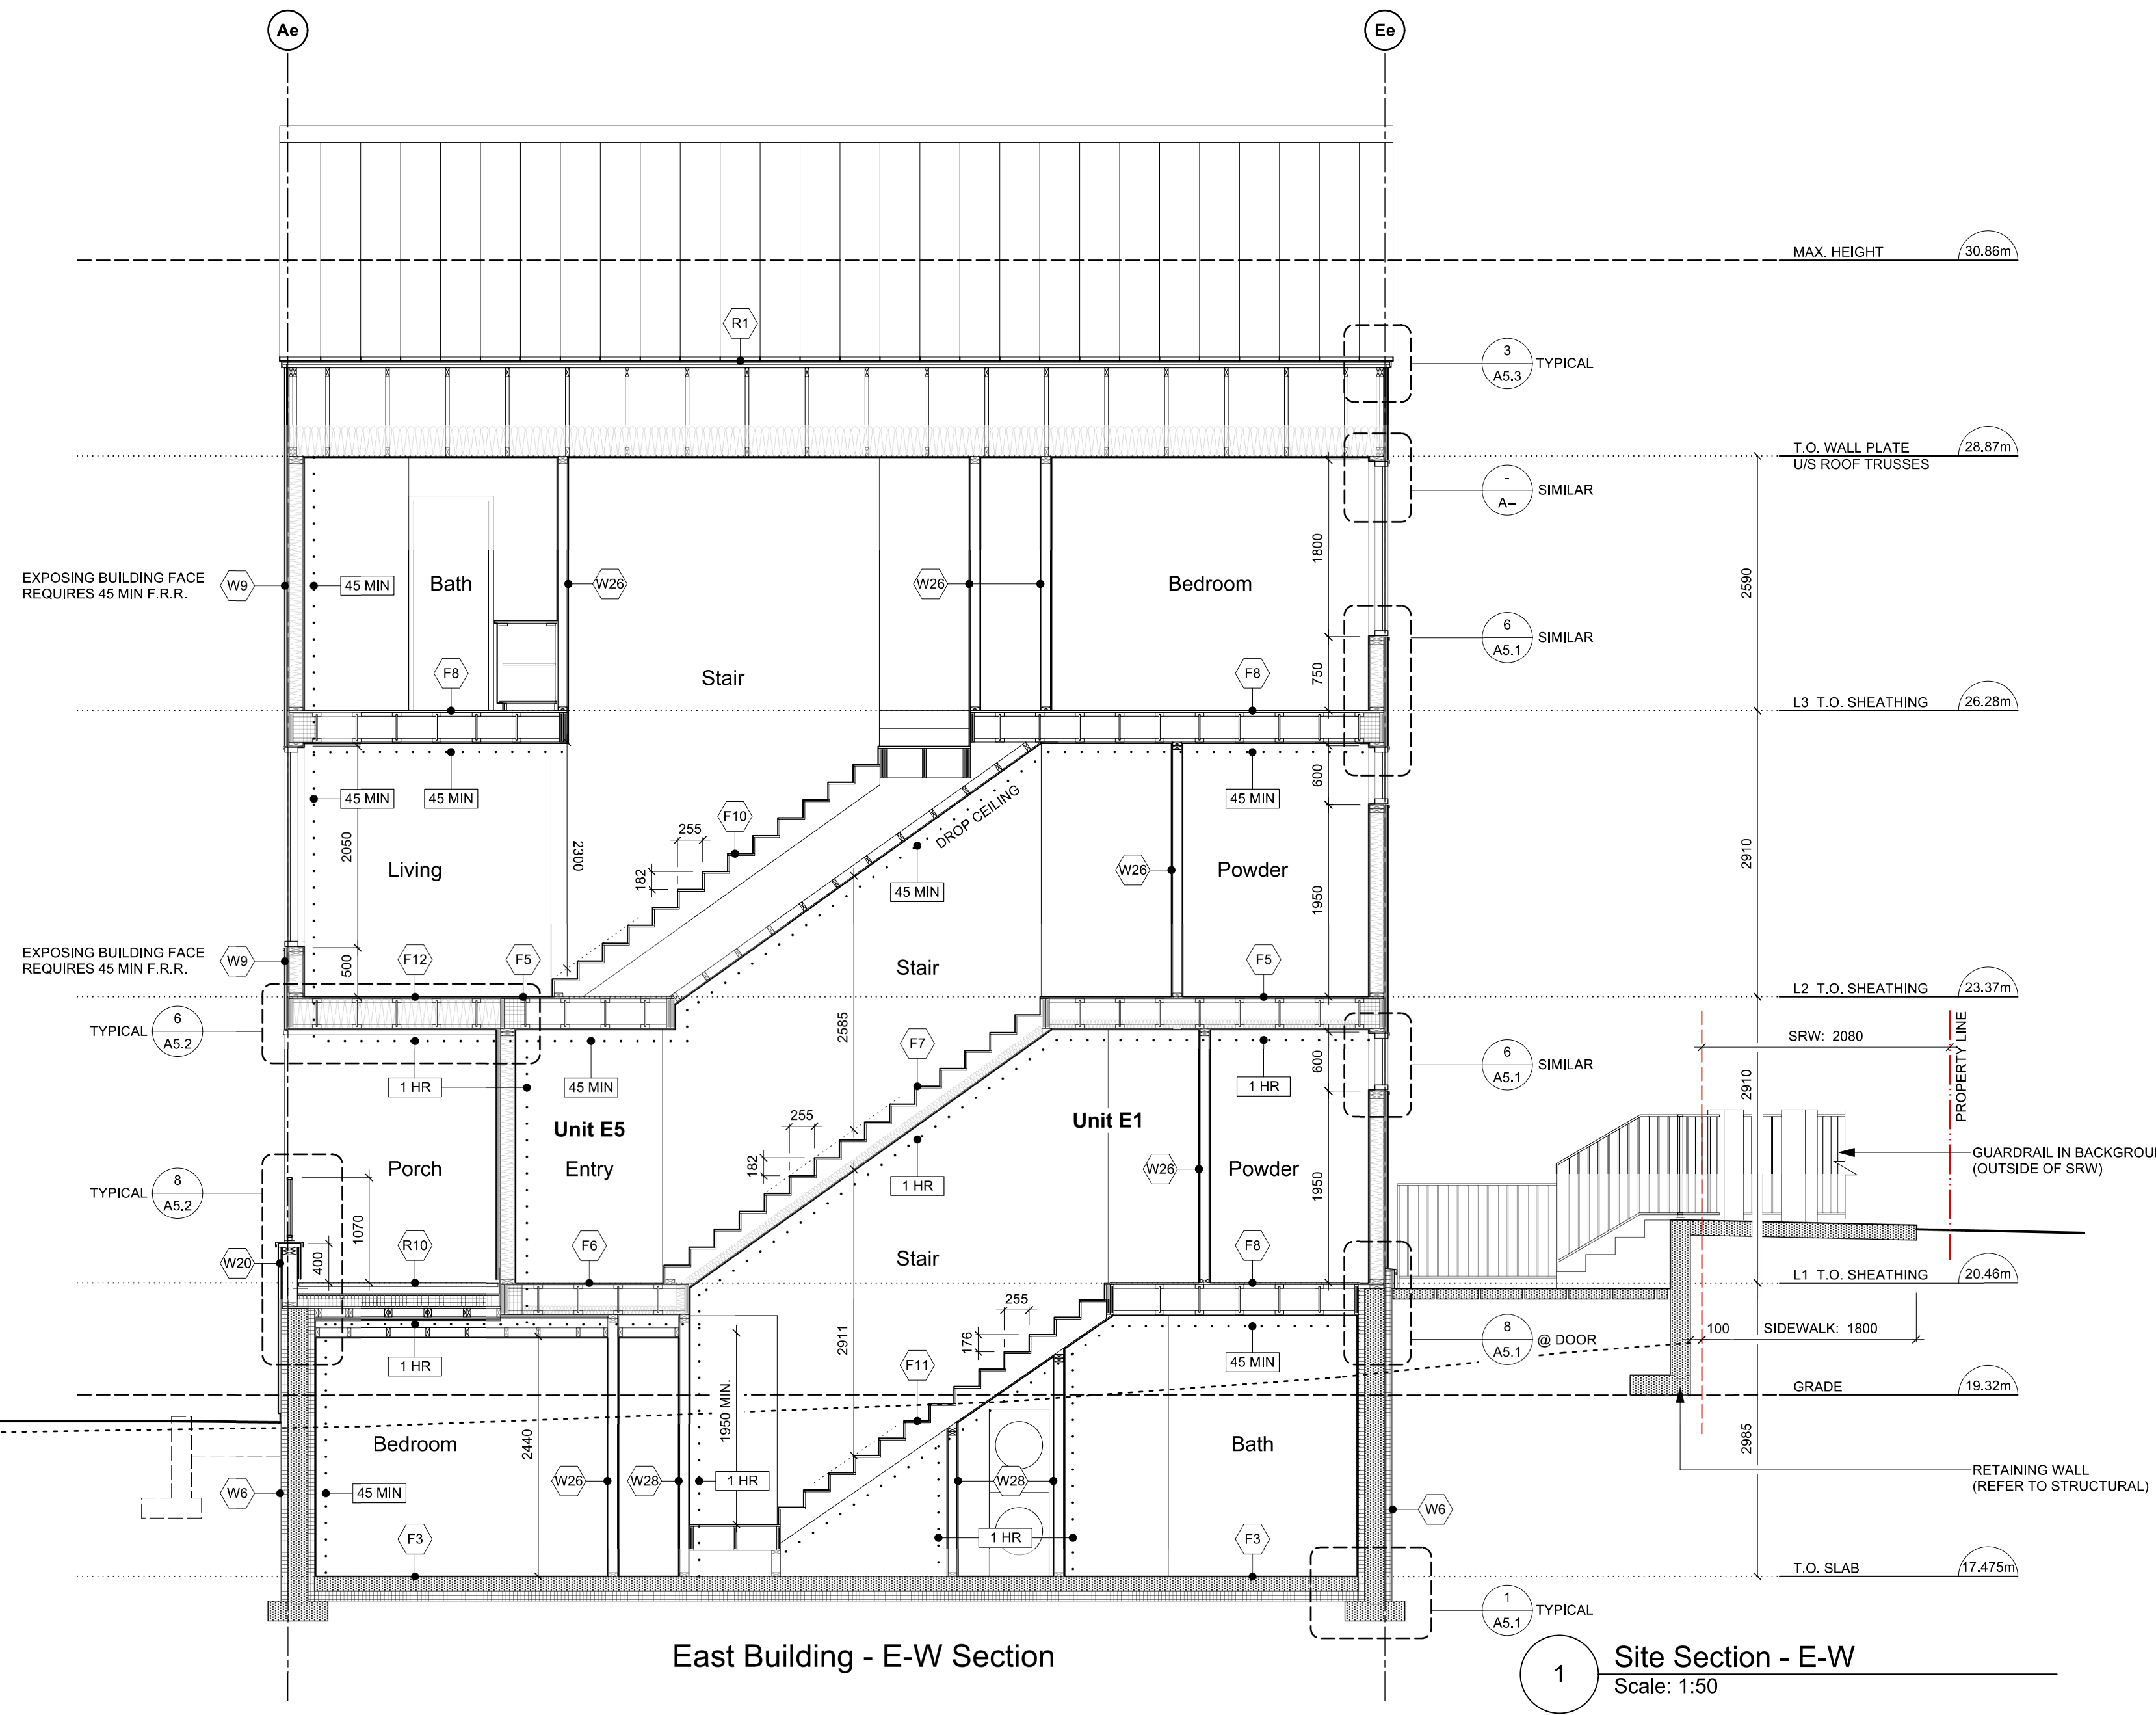 Ae
Ee
MAX. HEIGHT 30.86m
R1
3
A5.3
TYPICAL
T.O. WALL PLATE 28.87m
U/S ROOF TRUSSES
-
A--
SIMILAR
EXPOSING BUILDING FACE
REQUIRES 45 MIN F.R.R.
W9
45 MIN
Bath
W26
W26
Bedroom
1800
2590
6
A5.1
SIMILAR
F8
Stair
F8
750
L3 T.O. SHEATHING 26.28m
45 MIN
45 MIN
2050
Living
2300
255
182
F10
DROP CEILING
45 MIN
45 MIN
600
W26
Powder
1950
2910
EXPOSING BUILDING FACE
REQUIRES 45 MIN F.R.R.
W9
500
F12
F5
Stair
F5
L2 T.O. SHEATHING 23.37m
TYPICAL
6
A5.2
2585
F7
1 HR
45 MIN
1 HR
600
6
A5.1
SIMILAR
SRW: 2080
PROPERTY LINE
2910
Unit E5
Entry
255
182
Unit E1
1 HR
W26
Powder
1950
GUARDRAIL IN BACKGROU
(OUTSIDE OF SRW)
TYPICAL
8
A5.2
Porch
1070
400
W20
R10
F6
Stair
F8
L1 T.O. SHEATHING 20.46m
255
176
2911
1 HR
45 MIN
8
A5.1
@ DOOR
100
SIDEWALK: 1800
F11
1950 MIN.
GRADE 19.32m
Bedroom
2440
Bath
2985
W6
45 MIN
W26
W28
1 HR
W28
W6
RETAINING WALL
(REFER TO STRUCTURAL)
F3
1 HR
F3
T.O. SLAB 17.475m
1
A5.1
TYPICAL
East Building - E-W Section
1
Site Section - E-W
Scale: 1:50